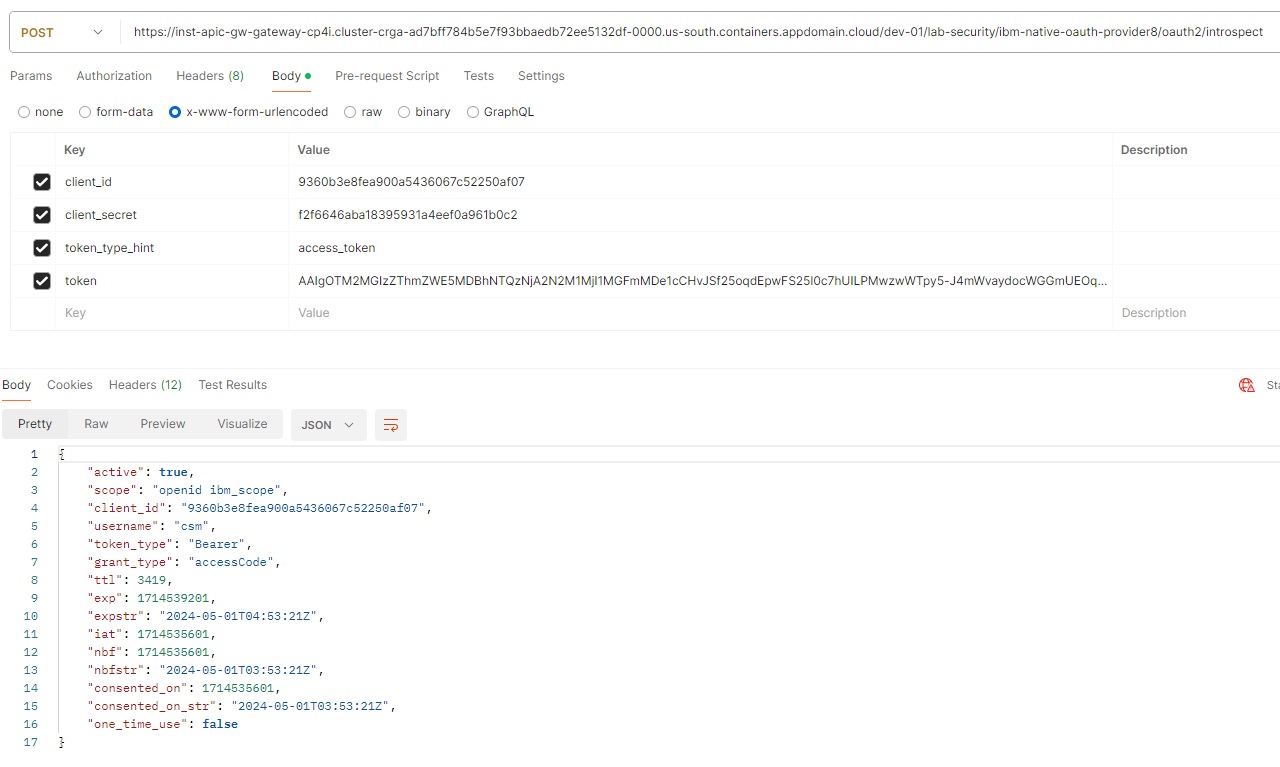 POST https://inst-apic-gw-gateway-cp4i.cluster-crga-ad7bff784b5e7f93bbaedb72ee5132df-0000.us-south.containers.appdomain.cloud/dev-01/lab-security/ibm-native-oauth-provider8/oauth2/introspect
Params Authorization Headers (8) Body Pre-request Script Tests Settings
none form-data x-www-form-urlencoded raw binary GraphQL
Key Value Description
client_id 9360b3e8fea900a5436067c52250af07
client_secret f2f6646aba18395931a4eef0a961b0c2
token_type_hint access_token
token AAIgOTM2MGIzZThmZWE5MDBhNTQzNjA2N2M1MjI1MGFmMDe1cCHvJSf25oqdEpwFS25I0c7hUILPMwzwWTpy5-J4mWvaydocWGGmUEOq...
Key Value Description
Body Cookies Headers (12) Test Results Sta
Pretty Raw Preview Visualize JSON
1 {
2 "active": true,
3 "scope": "openid ibm_scope",
4 "client_id": "9360b3e8fea900a5436067c52250af07",
5 "username": "csm",
6 "token_type": "Bearer",
7 "grant_type": "accessCode",
8 "ttl": 3419,
9 "exp": 1714539201,
10 "expstr": "2024-05-01T04:53:21Z",
11 "iat": 1714535601,
12 "nbf": 1714535601,
13 "nbfstr": "2024-05-01T03:53:21Z",
14 "consented_on": 1714535601,
15 "consented_on_str": "2024-05-01T03:53:21Z",
16 "one_time_use": false
17 }